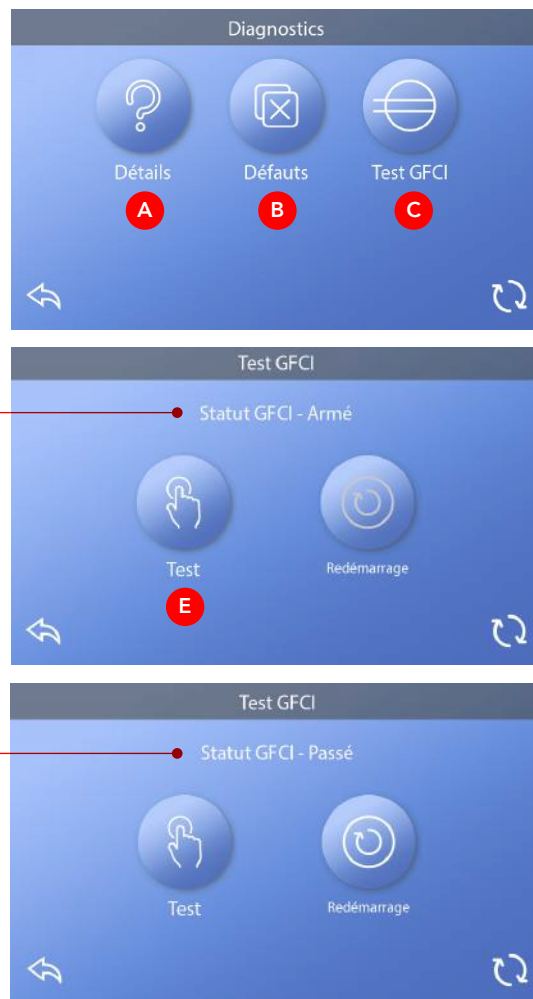 Diagnostics
Détails Défauts Test GFCI
A B C
Test GFCI
Statut GFCI - Armé
Test Redémarrage
E
Test GFCI
Statut GFCI - Passé
Test Redémarrage